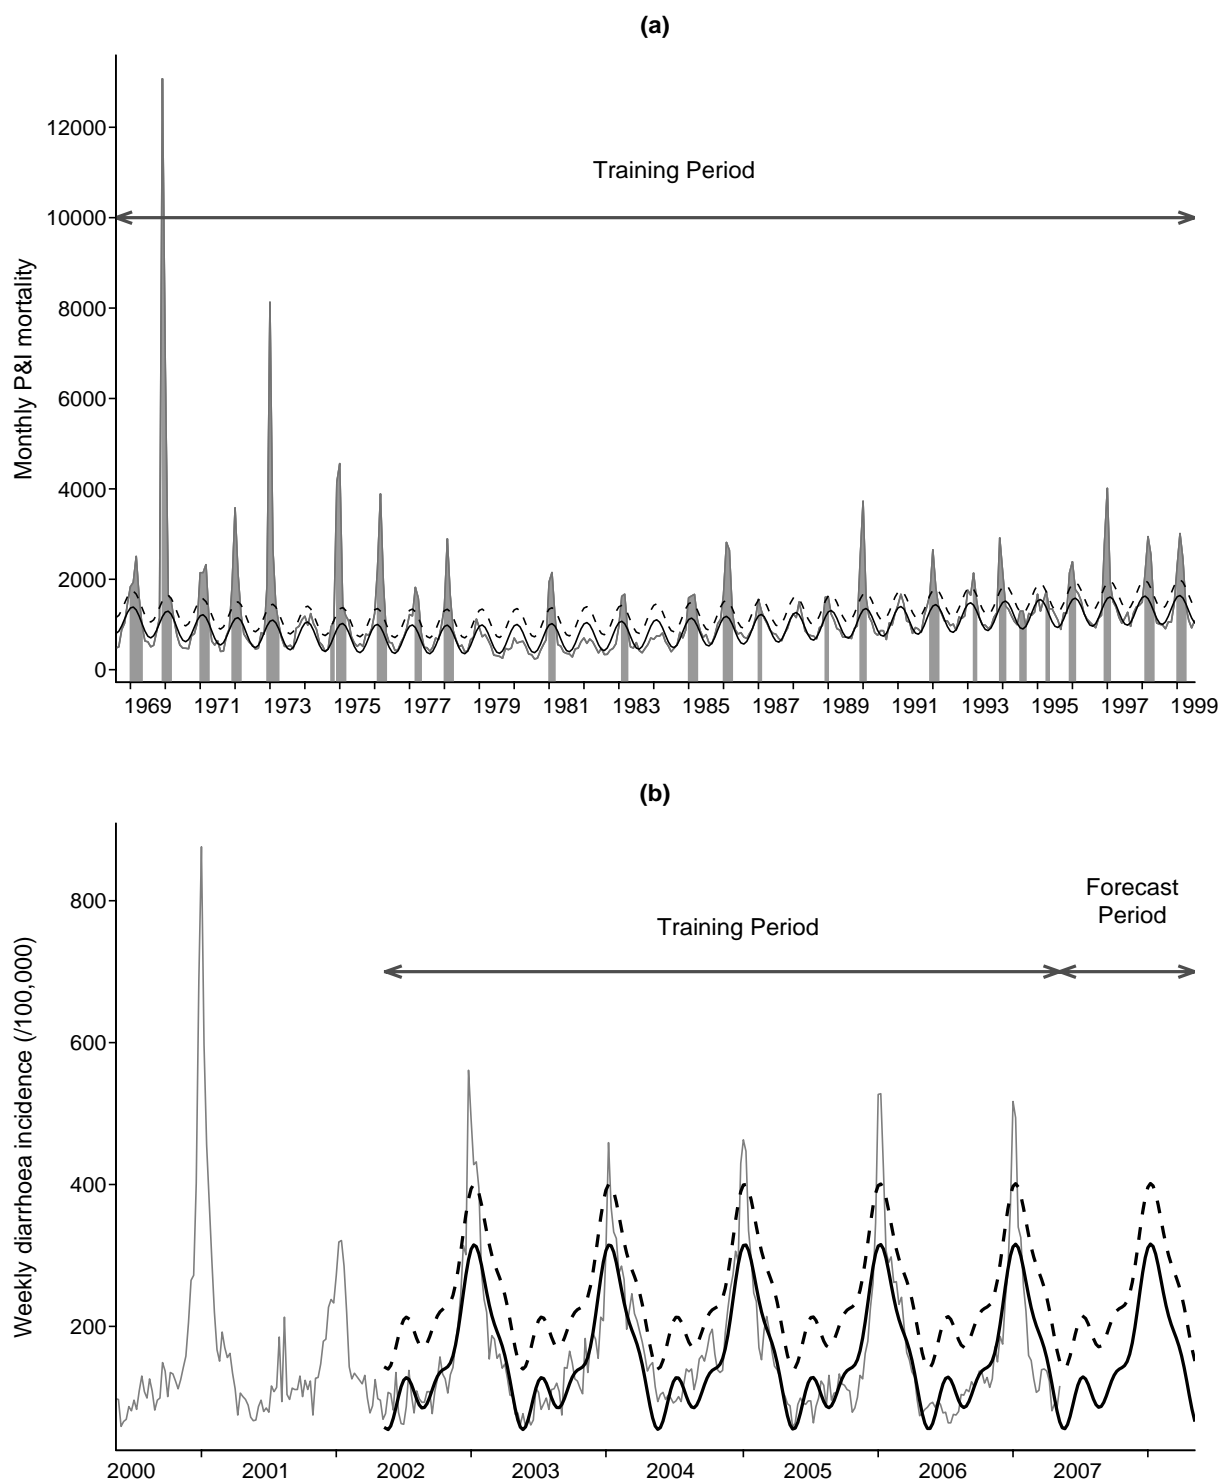 (a)
12000
10000
8000
6000
4000
2000
0
Monthly P&I mortality
Training Period
1969 1971 1973 1975 1977 1979 1981 1983 1985 1987 1989 1991 1993 1995 1997 1999
(b)
800
600
400
200
Weekly diarrhoea incidence (/100,000)
Training Period
Forecast
Period
2000 2001 2002 2003 2004 2005 2006 2007